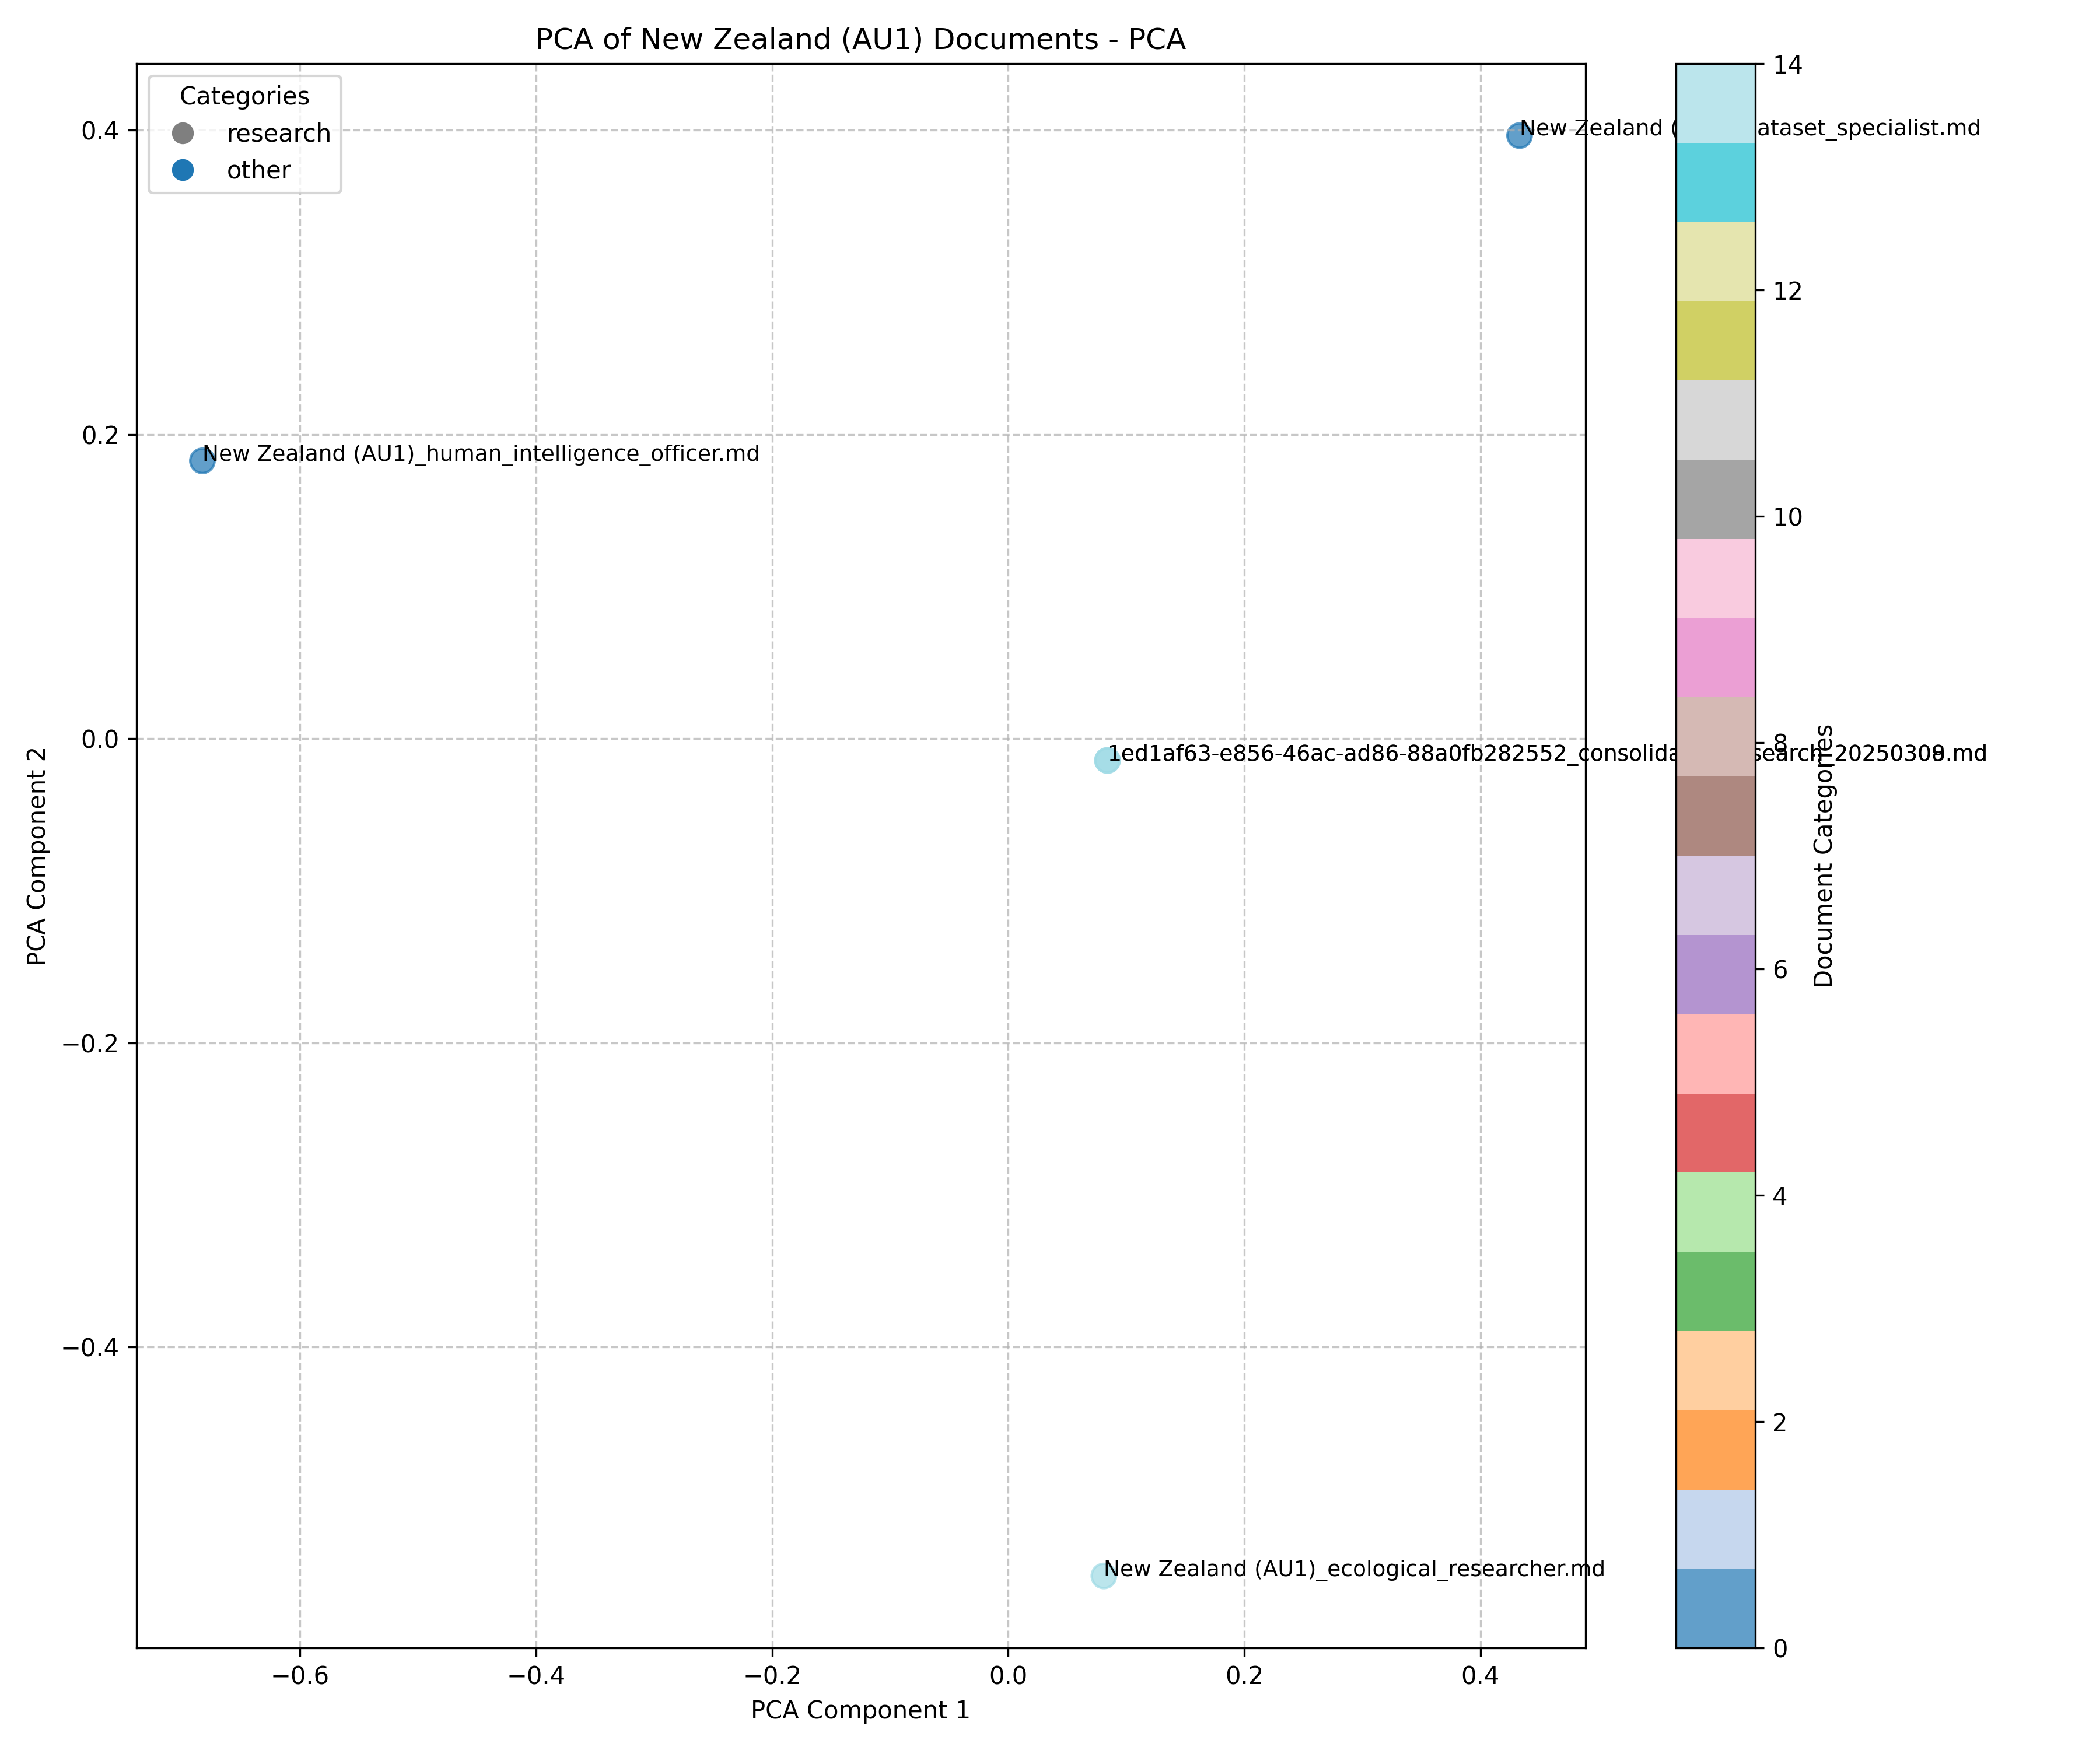 PCA of New Zealand (AU1) Documents - PCA
Categories
research
other
New Zealand ( ataset_specialist.md
New Zealand (AU1)_human_intelligence_officer.md
1ed1af63-e856-46ac-ad86-88a0fb282552_consolida
New Zealand (AU1)_ecological_researcher.md
0.4
0.2
0.0
−0.2
−0.4
PCA Component 2
−0.6
−0.4
−0.2
0.0
0.2
0.4
PCA Component 1
14
12
10
8
6
4
2
0
Document Categories